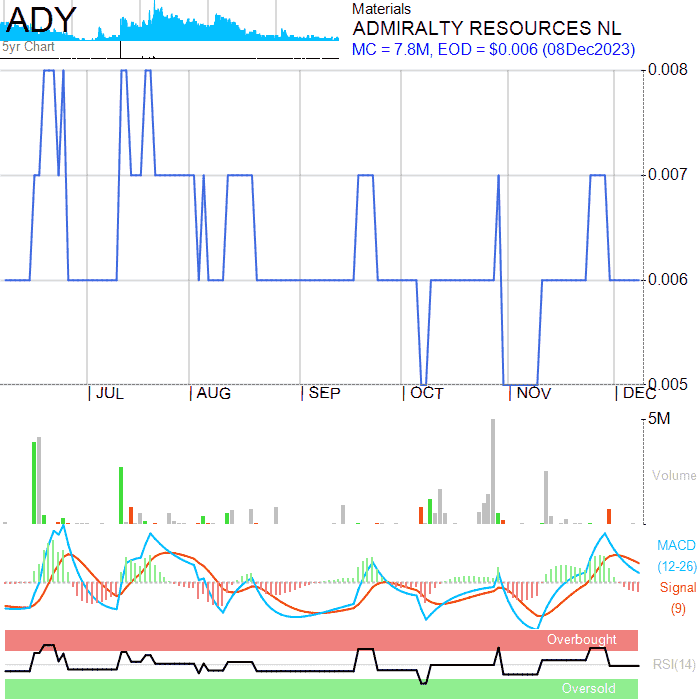 ADY
5yr Chart
Materials
ADMIRALTY RESOURCES NL
MC = 7.8M, EOD = $0.006 (08Dec2023)
0.008
0.007
0.006
0.005
JUL AUG SEP OCT NOV DEC
5M
Volume
MACD
(12-26)
Signal
(9)
Overbought
RSI(14)
Oversold